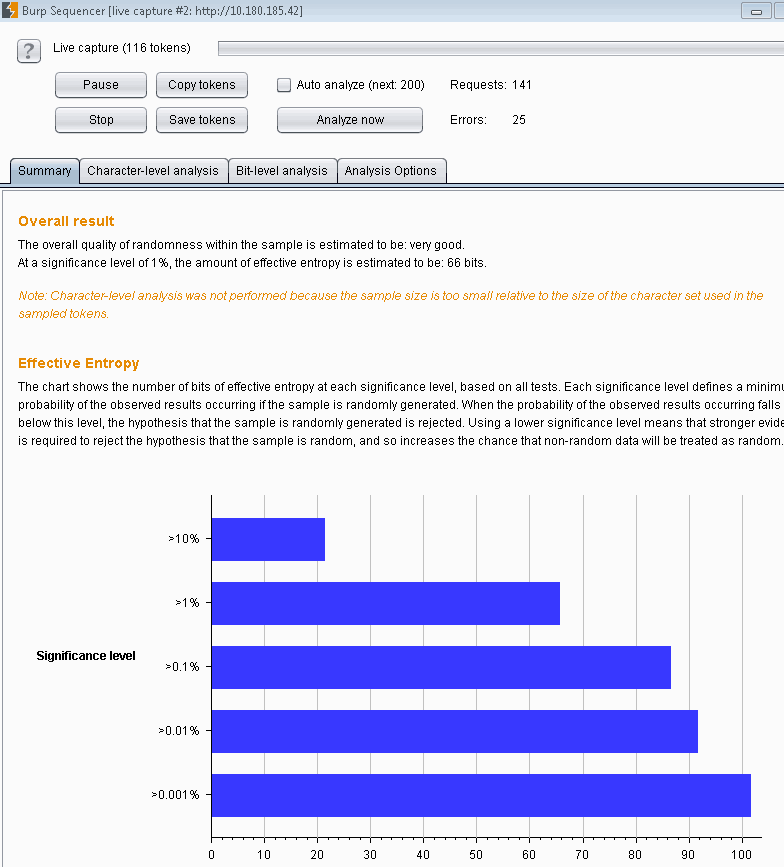 Burp Sequencer [live capture #2: http://10.180.185.42]
? Live capture (116 tokens)
Pause Copy tokens Auto analyze (next: 200) Requests: 141
Stop Save tokens Analyze now Errors: 25
Summary Character-level analysis Bit-level analysis Analysis Options
Overall result
The overall quality of randomness within the sample is estimated to be: very good.
At a significance level of 1%, the amount of effective entropy is estimated to be: 66 bits.
Note: Character-level analysis was not performed because the sample size is too small relative to the size of the character set used in the
sampled tokens.
Effective Entropy
The chart shows the number of bits of effective entropy at each significance level, based on all tests. Each significance level defines a minimu
probability of the observed results occurring if the sample is randomly generated. When the probability of the observed results occurring falls
below this level, the hypothesis that the sample is randomly generated is rejected. Using a lower significance level means that stronger evide
is required to reject the hypothesis that the sample is random, and so increases the chance that non-random data will be treated as random.
>10%
>1%
Significance level
>0.1%
>0.01%
>0.001%
0 10 20 30 40 50 60 70 80 90 100